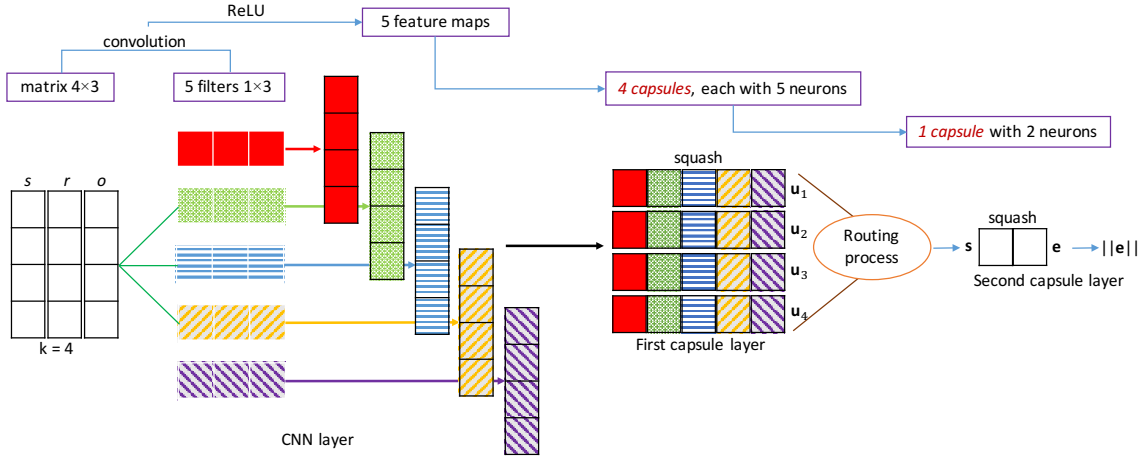 ReLU
5 feature maps
convolution
matrix 4×3
5 filters 1×3
4 capsules, each with 5 neurons
1 capsule with 2 neurons
s r o
k = 4
CNN layer
squash
u1
u2
u3
u4
First capsule layer
Routing
process
squash
s
e
||e||
Second capsule layer